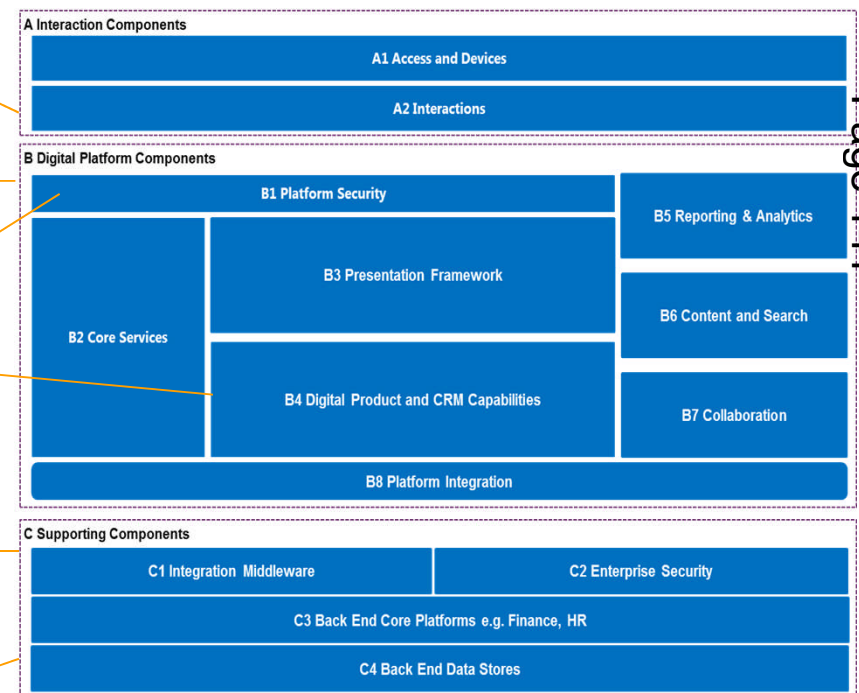 A Interaction Components
A1 Access and Devices
A2 Interactions
B Digital Platform Components
B1 Platform Security
B5 Reporting & Analytics
B3 Presentation Framework
B2 Core Services
B6 Content and Search
B4 Digital Product and CRM Capabilities
B7 Collaboration
B8 Platform Integration
C Supporting Components
C1 Integration Middleware
C2 Enterprise Security
C3 Back End Core Platforms e.g. Finance, HR
C4 Back End Data Stores